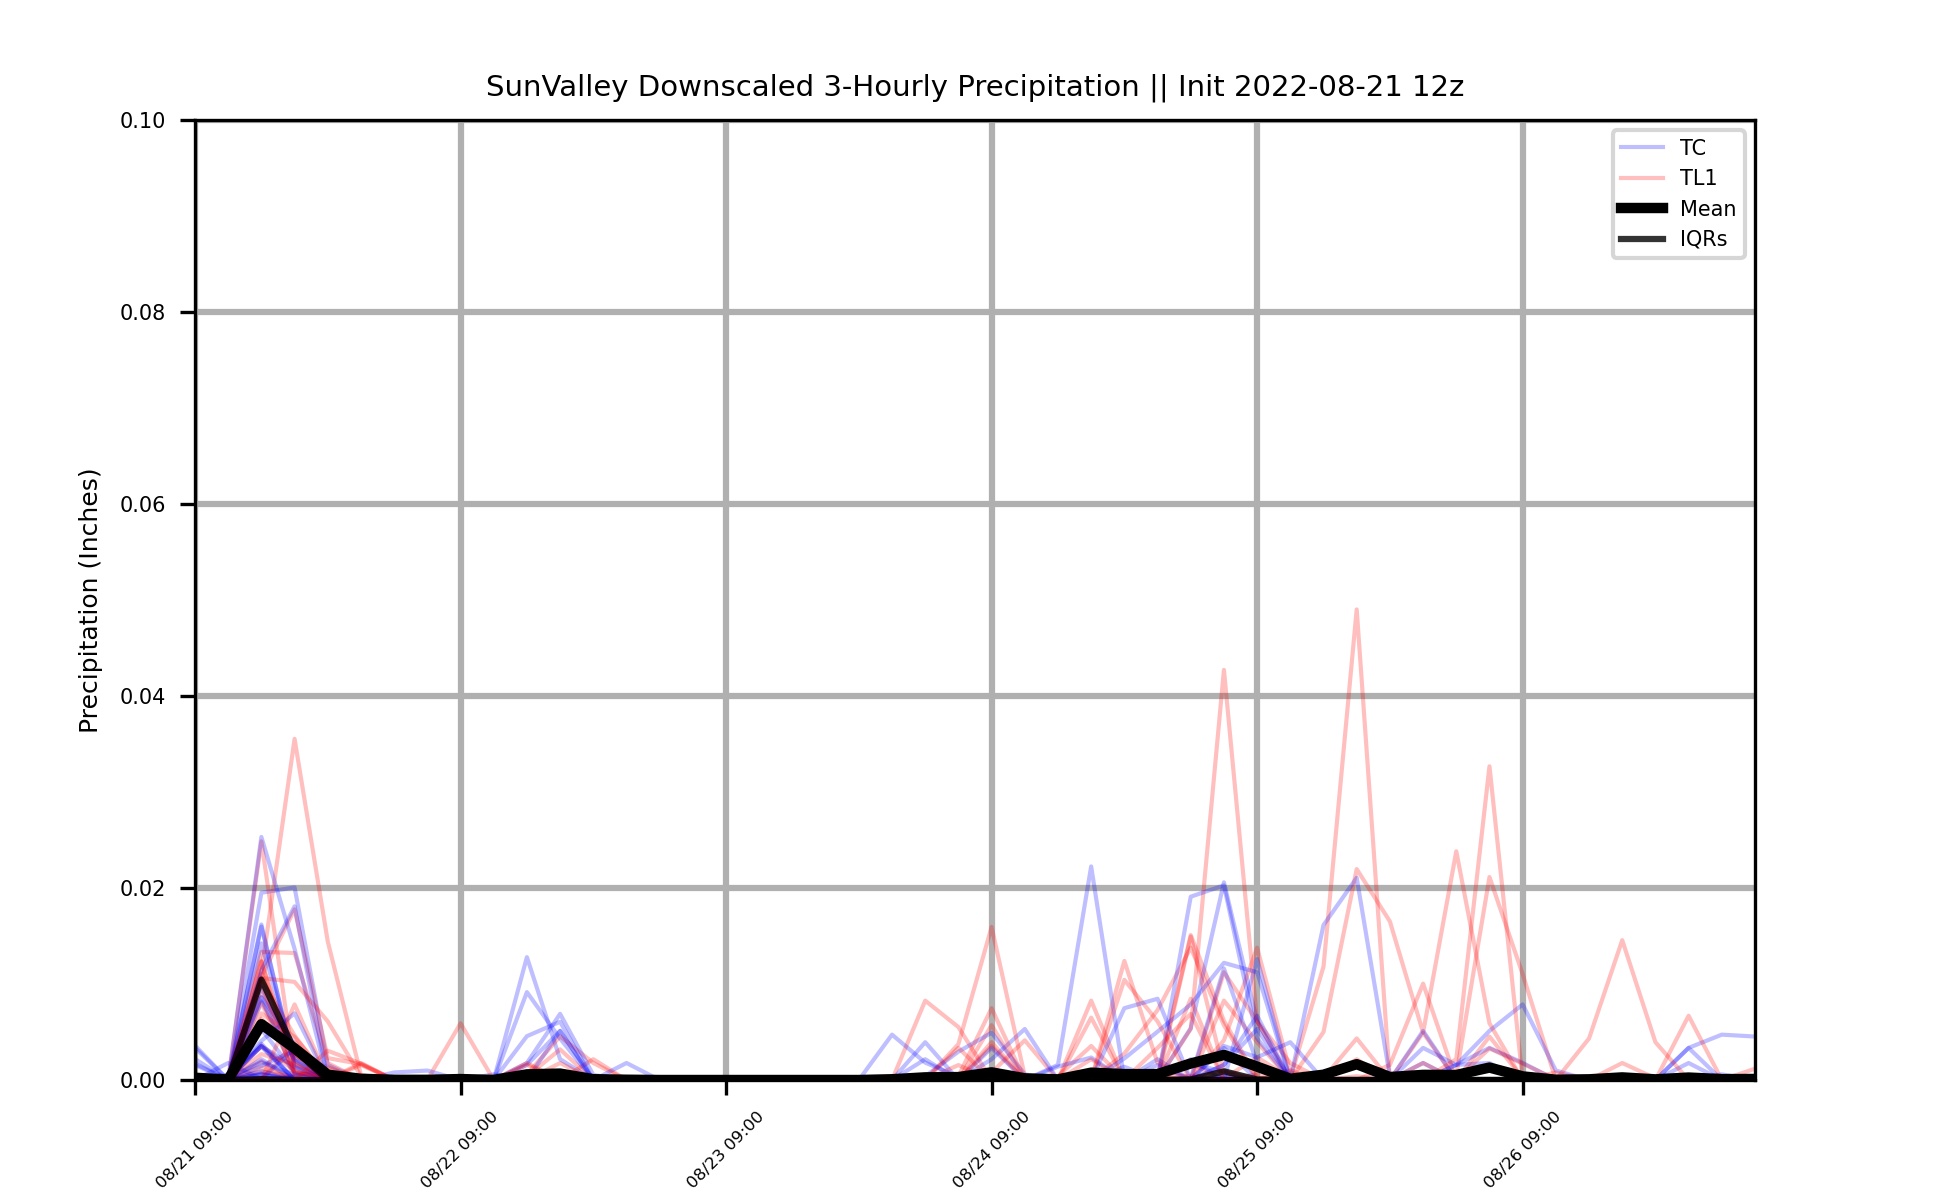 SunValley Downscaled 3-Hourly Precipitation || Init 2022-08-21 12z
Precipitation (Inches)
0.10
0.08
0.06
0.04
0.02
0.00
TC
TL1
Mean
IQRs
08/21 09:00
08/22 09:00
08/23 09:00
08/24 09:00
08/25 09:00
08/26 09:00